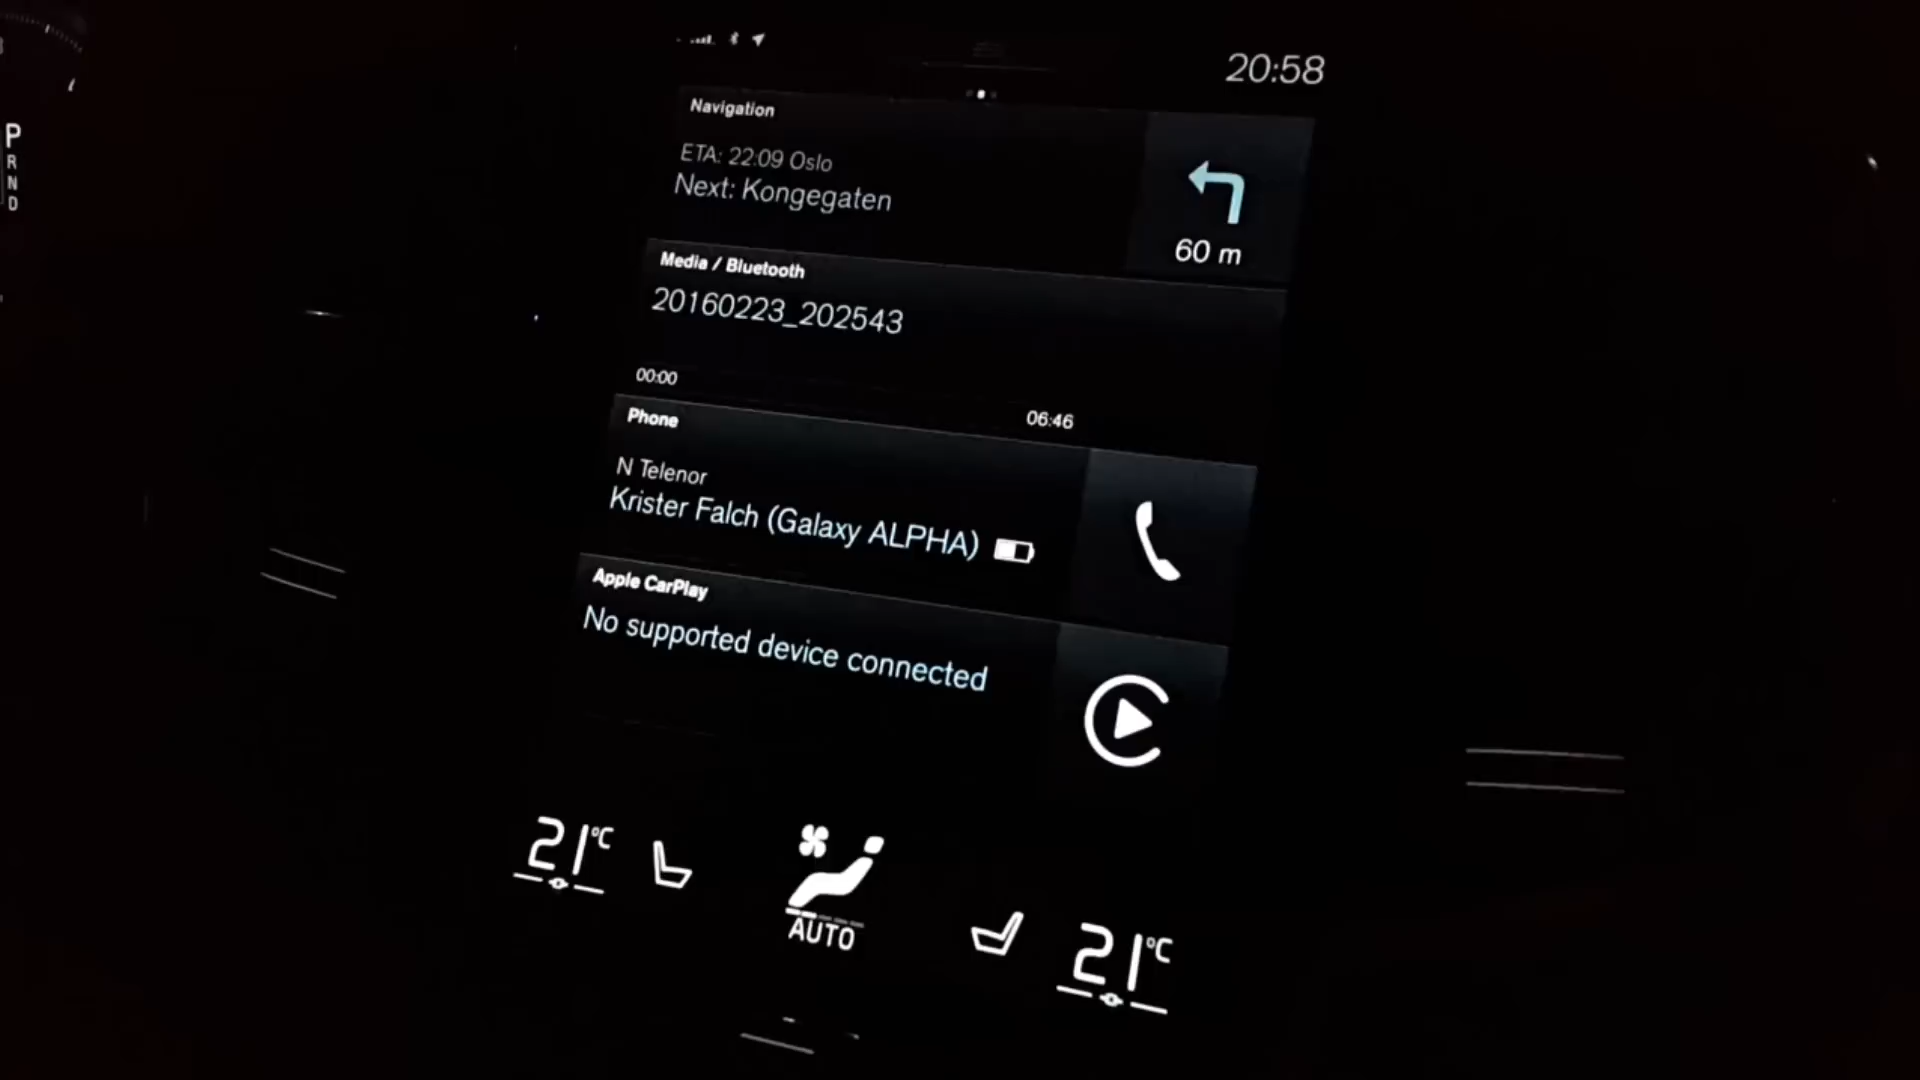 20:58
P
R
N
D
Navigation
ETA: 22:09 Oslo
Next: Kongegaten
60 m
Media / Bluetooth
20160223_202543
00:00
06:46
Phone
N Telenor
Krister Falch (Galaxy ALPHA)
Apple CarPlay
No supported device connected
21°C
AUTO
21°C